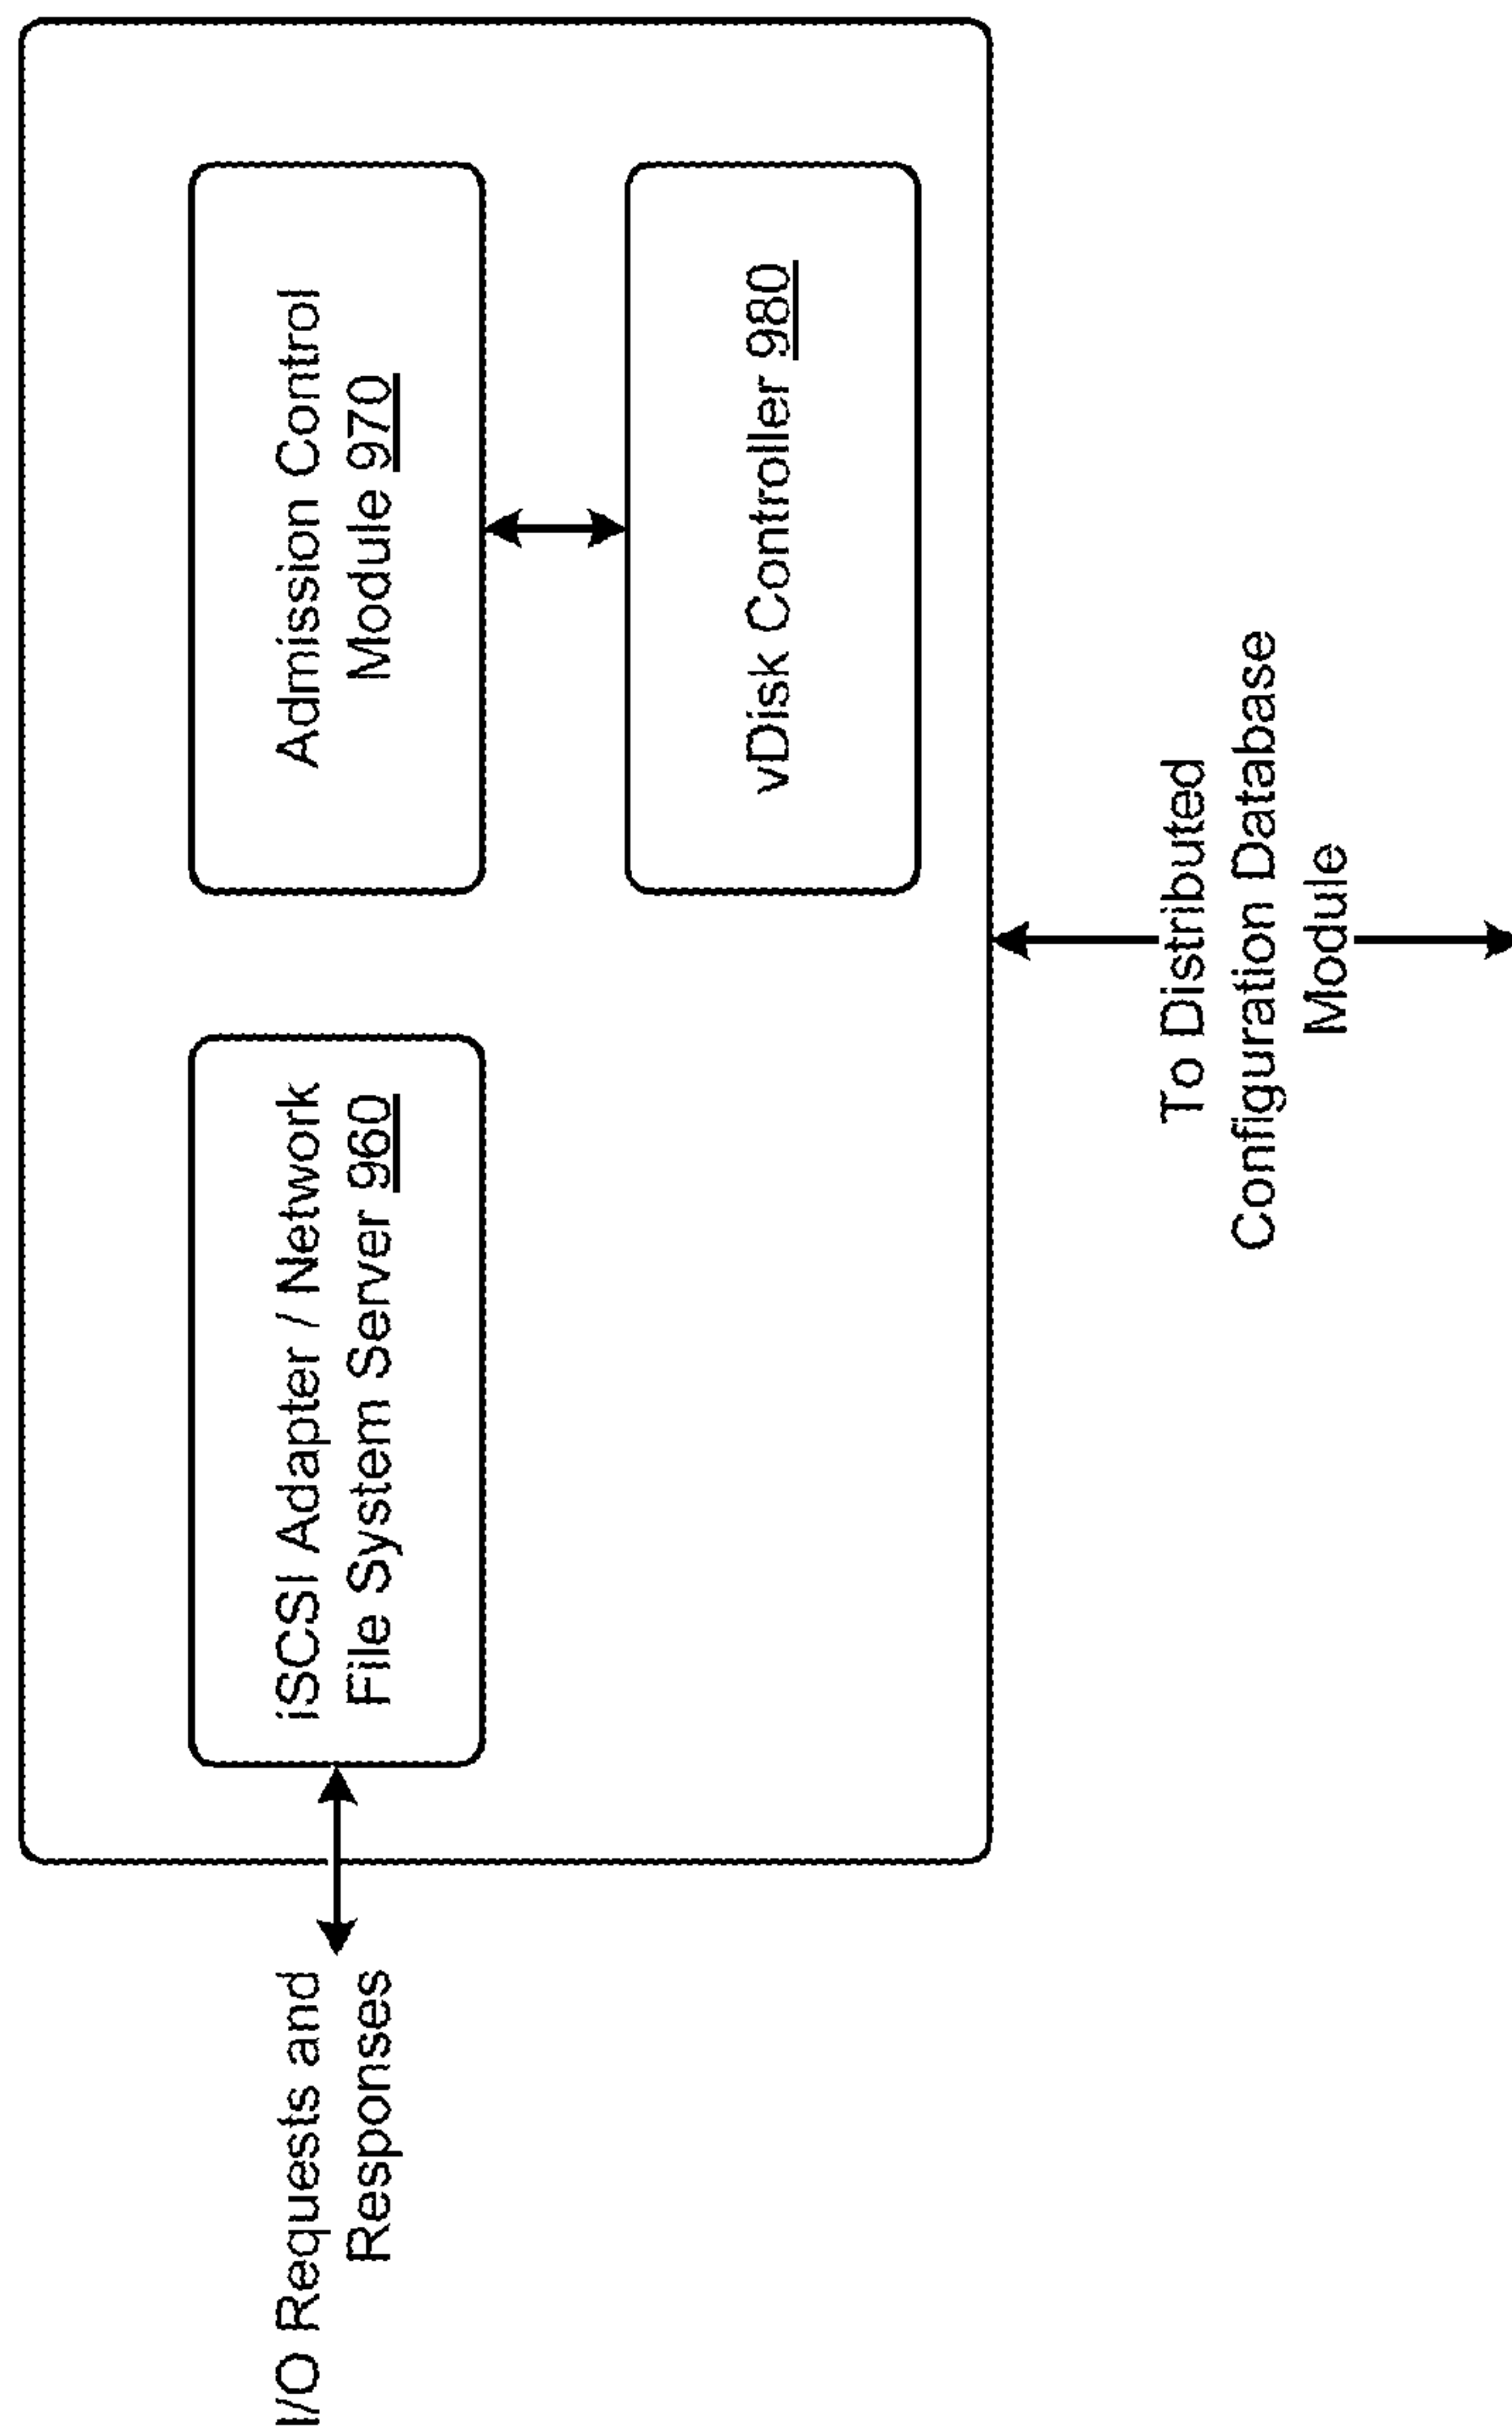 I/O Requests and
Responses
iSCSI Adapter / Network
File System Server 960
Admission Control
Module 970
vDisk Controller 980
To Distributed
Configuration Database
Module